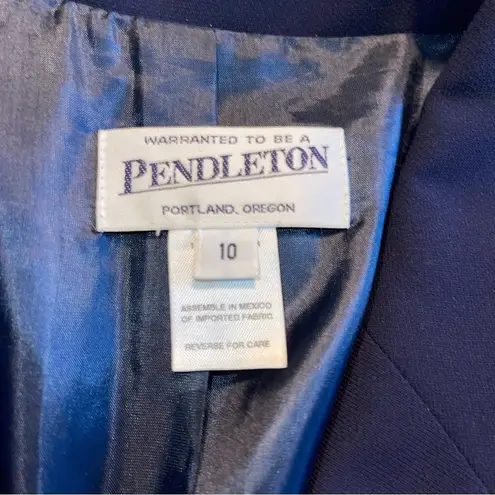 WARRANTED TO BE A
PENDLETON
PORTLAND, OREGON
10
ASSEMBLE IN MEXICO
OF IMPORTED FABRIC
REVERSE FOR CARE